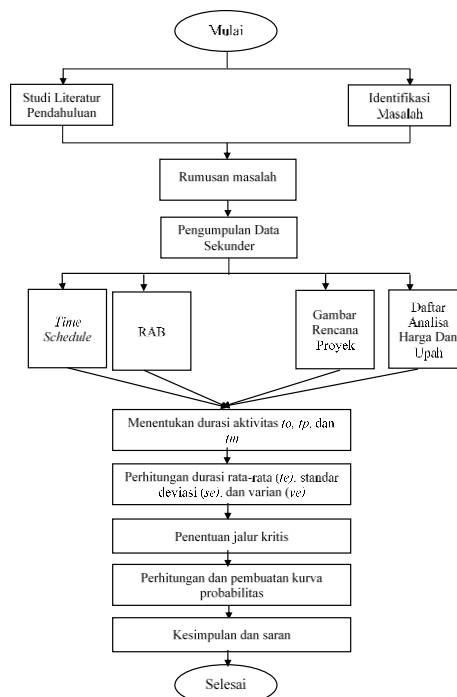 Mulai
Studi Literatur
Pendahuluan
Identifikasi
Masalah
Rumusan masalah
Pengumpulan Data
Sekunder
Time
Schedule
RAB
Gambar
Rencana
Proyek
Daftar
Analisa
Harga Dan
Upah
Menentukan durasi aktivitas to, tp, dan
tm
Perhitungan durasi rata-rata (te), standar
deviasi (se), dan varian (ve)
Penentuan jalur kritis
Perhitungan dan pembuatan kurva
probabilitas
Kesimpulan dan saran
Selesai